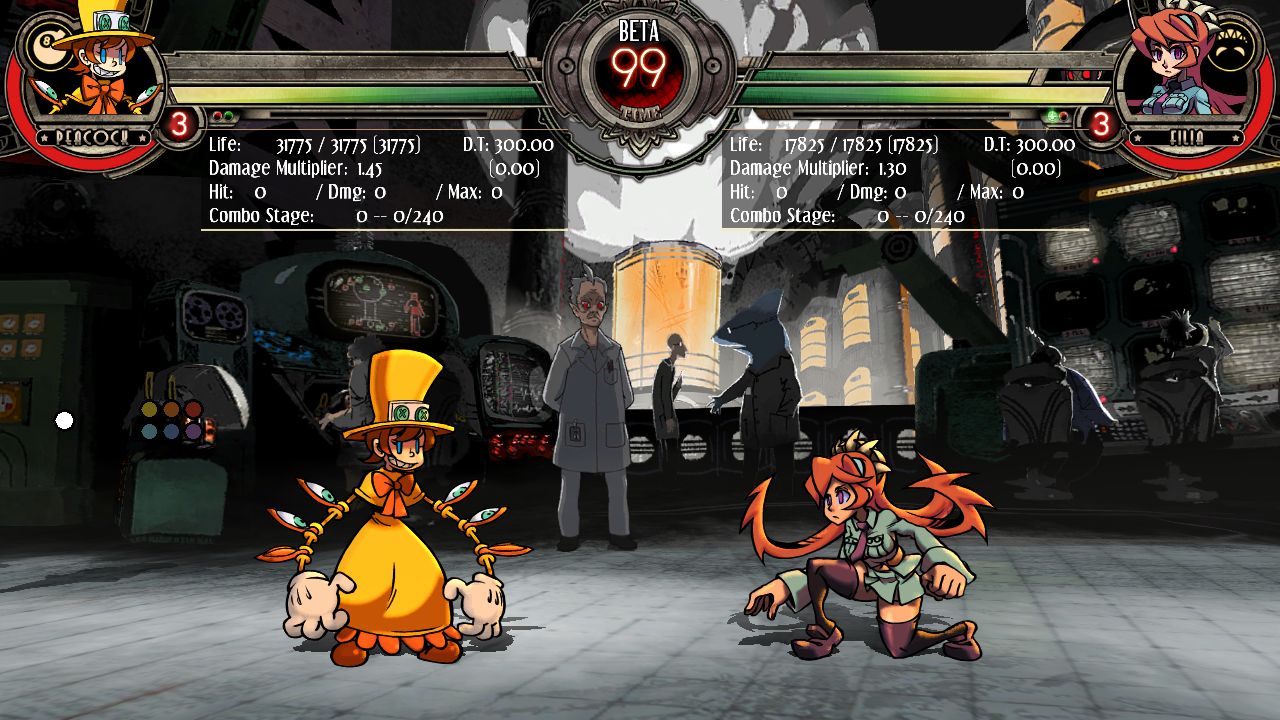 BETA
99
TIME
8
PEACOCK
3
FILIA
3
Life: 31775 / 31775 [31775] D.T: 300.00
Damage Multiplier: 1.45 [0.00]
Hit: 0 / Dmg: 0 / Max: 0
Combo Stage: 0 -- 0/240
Life: 17825 / 17825 [17825] D.T: 300.00
Damage Multiplier: 1.30 [0.00]
Hit: 0 / Dmg: 0 / Max: 0
Combo Stage: 0 -- 0/240